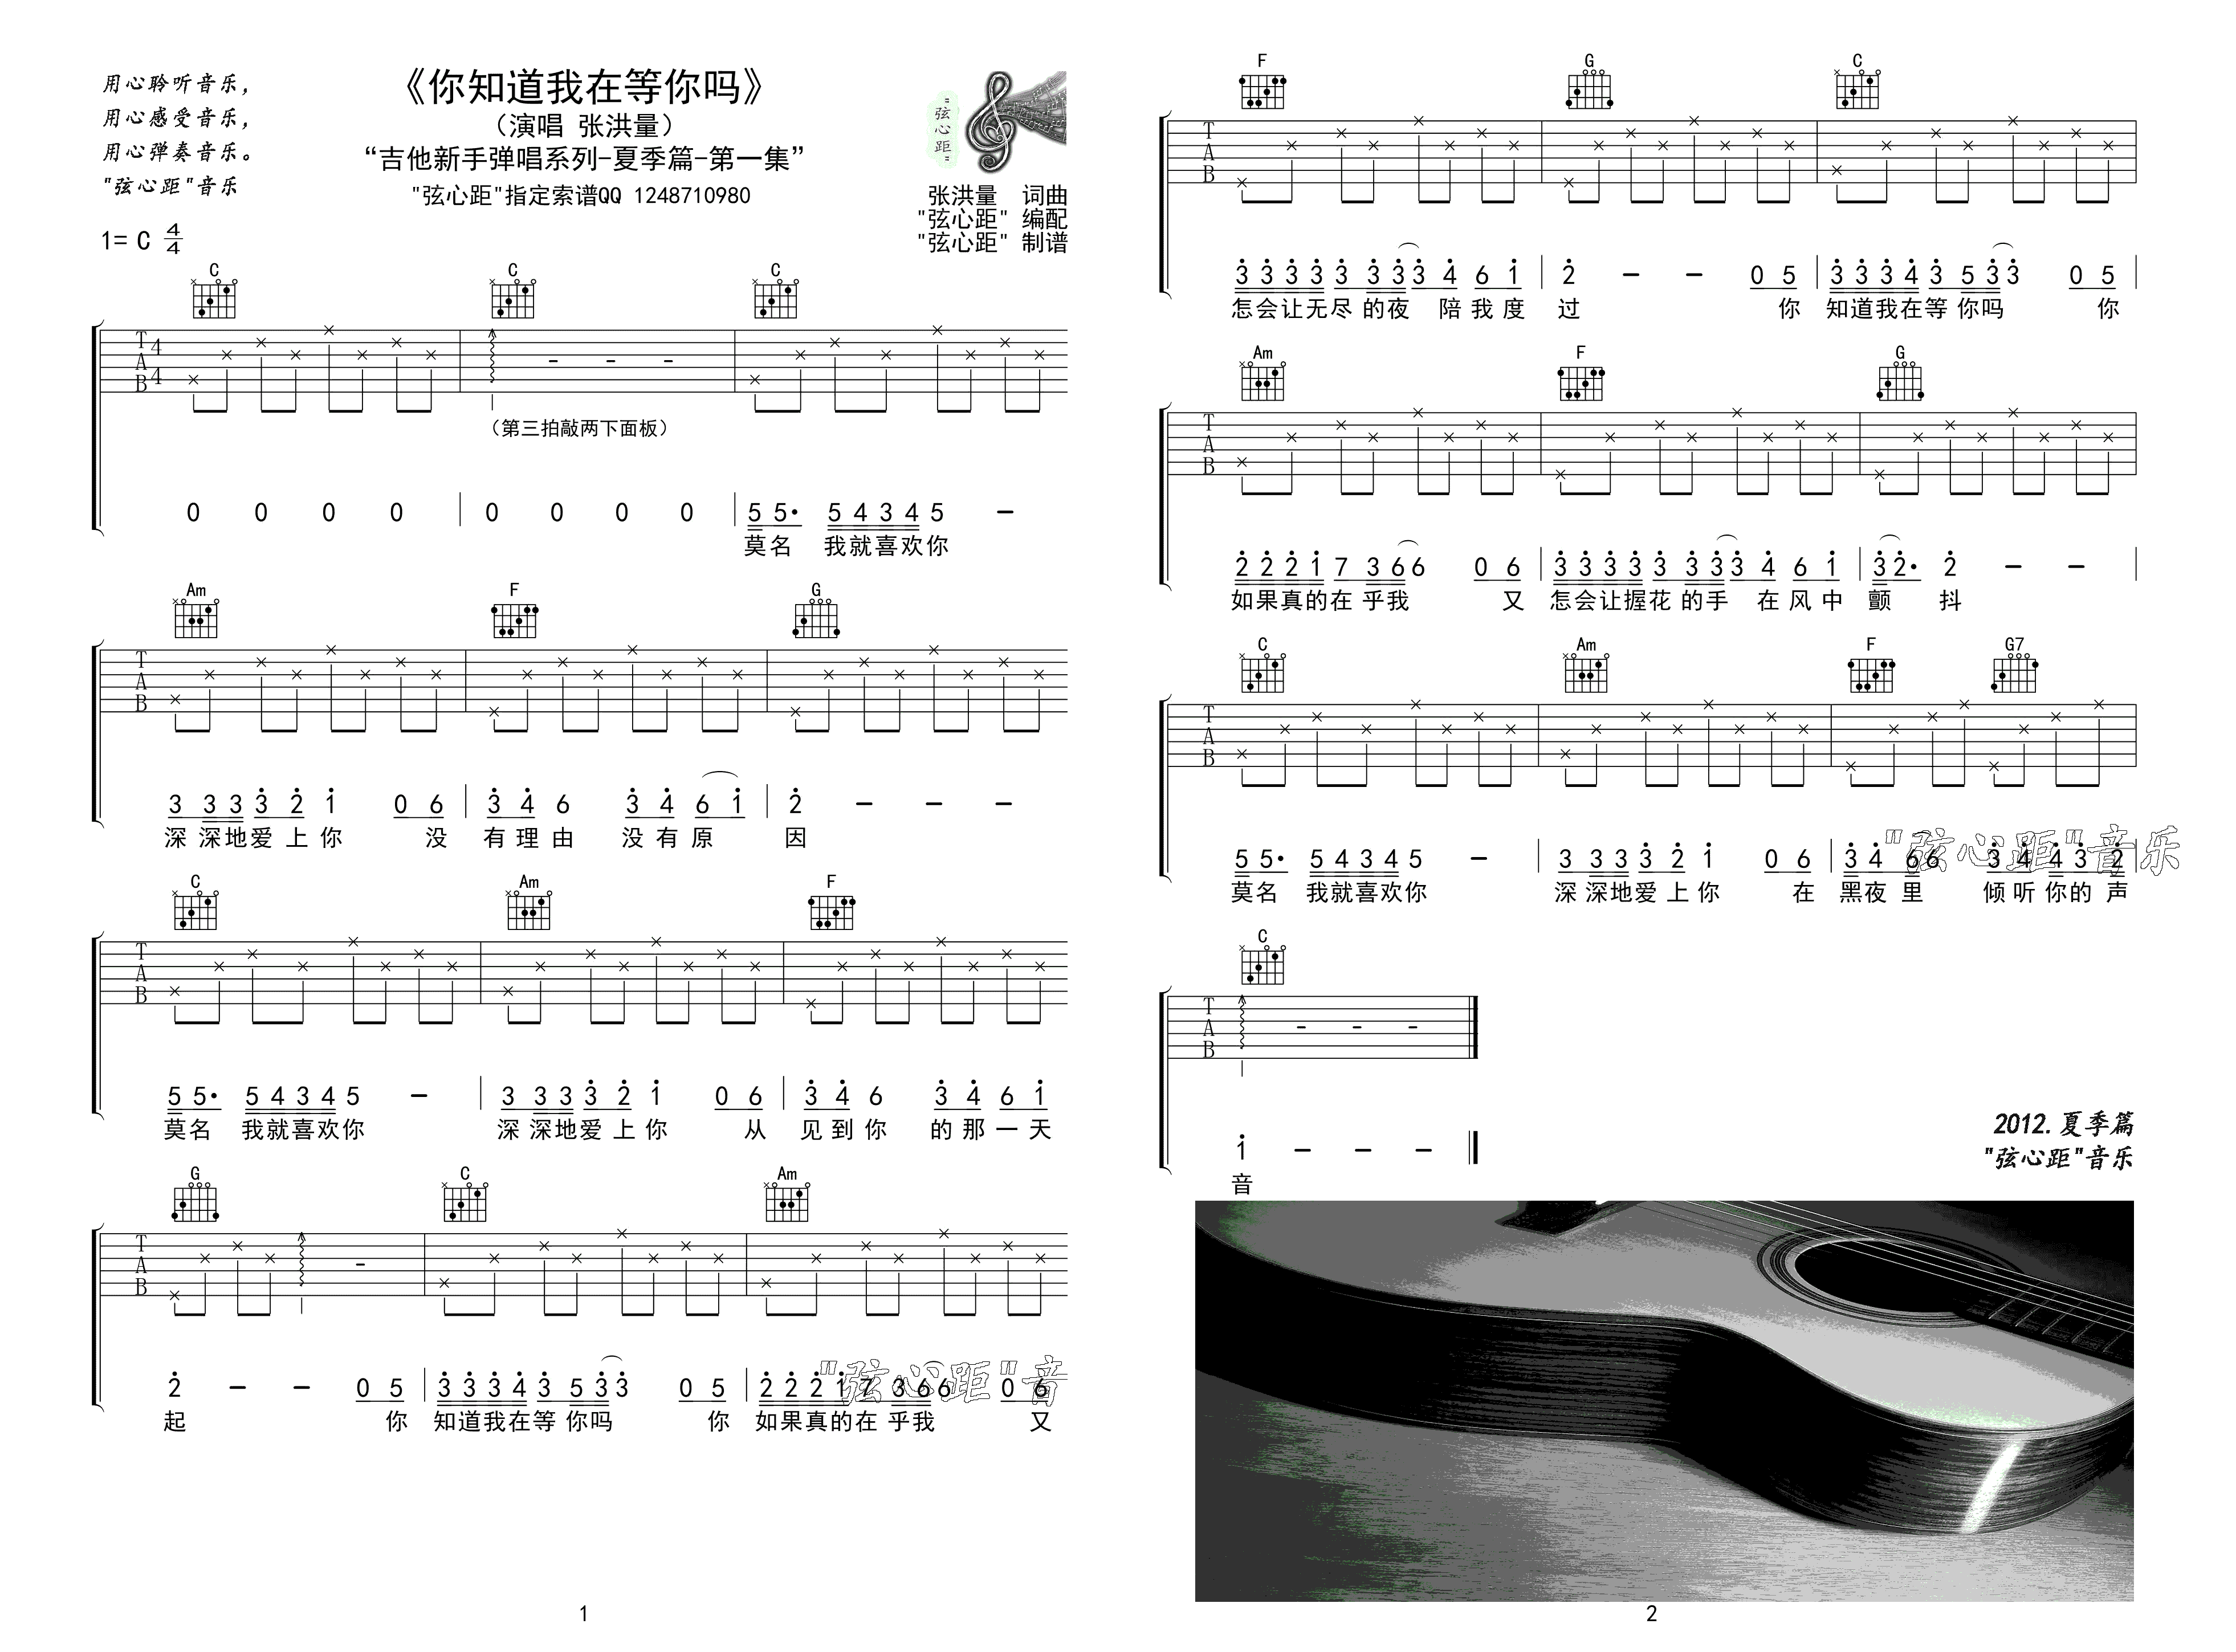 用心聆听音乐，
用心感受音乐，
用心弹奏音乐。
"弦心距"音乐
《你知道我在等你吗》
（演唱 张洪量）
“吉他新手弹唱系列-夏季篇-第一集”
"弦心距"指定索谱QQ 1248710980
"弦心距"
张洪量 词曲
"弦心距" 编配
"弦心距" 制谱
1= C 4/4
C C C
T A B 4 4
（第三拍敲两下面板）
0 0 0 0 | 0 0 0 0 | 5 5· 5 4 3 4 5 －
莫名 我就喜欢你
Am F G
T A B
3 3 3 3 2 1 0 6 | 3 4 6 3 4 6 1 | 2 － － －
深 深地爱 上 你 没 有 理 由 没 有 原 因
C Am F
T A B
5 5· 5 4 3 4 5 － | 3 3 3 3 2 1 0 6 | 3 4 6 3 4 6 1
莫名 我就喜欢你 深 深地爱 上 你 从 见 到 你 的 那 一 天
G C Am
T A B
2 － － 0 5 | 3 3 3 4 3 5 3 3 0 5 | 2 2 2 1 7 3 6 6 0 6
"弦心距"音
起 你 知道我在等 你吗 你 如果真的在 乎我 又
1
F G C
T A B
3 3 3 3 3 3 3 3 4 6 1 | 2 － － 0 5 | 3 3 3 4 3 5 3 3 0 5 |
怎会让无尽 的夜 陪 我 度 过 你 知道我在等 你吗 你
Am F G
T A B
2 2 2 1 7 3 6 6 0 6 | 3 3 3 3 3 3 3 3 4 6 1 | 3 2· 2 － － |
如果真的在 乎我 又 怎会让握花 的手 在 风 中 颤 抖
C Am F G7
T A B
5 5· 5 4 3 4 5 － | 3 3 3 3 2 1 0 6 | 3 4 6 6 3 4 4 3 2 |
"弦心距"音乐
莫名 我就喜欢你 深 深地爱 上 你 在 黑夜 里 倾 听 你的 声
C
T A B
1 － － －
音
2012.夏季篇
"弦心距"音乐
2